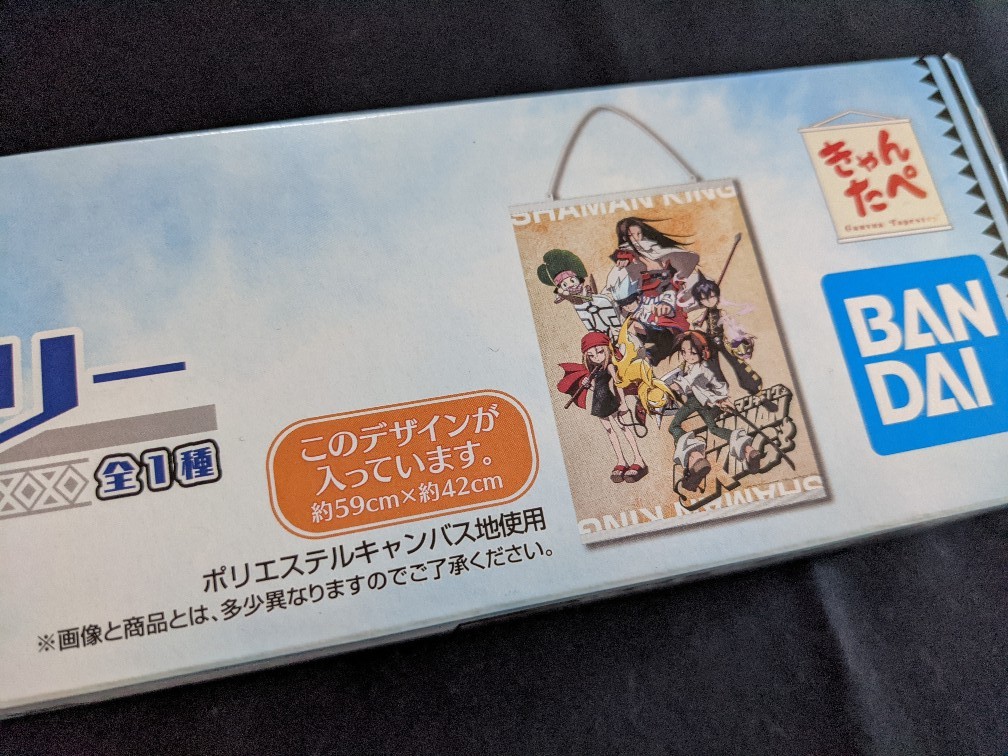 リー
全1種
このデザインが
入っています。
約59cm×約42cm
ポリエステルキャンバス地使用
※画像と商品とは、多少異なりますのでご了承ください。
SHAMAN KING
SHAMAN KING
きゃん
たぺ
Canvas Tapestry
BAN
DAI